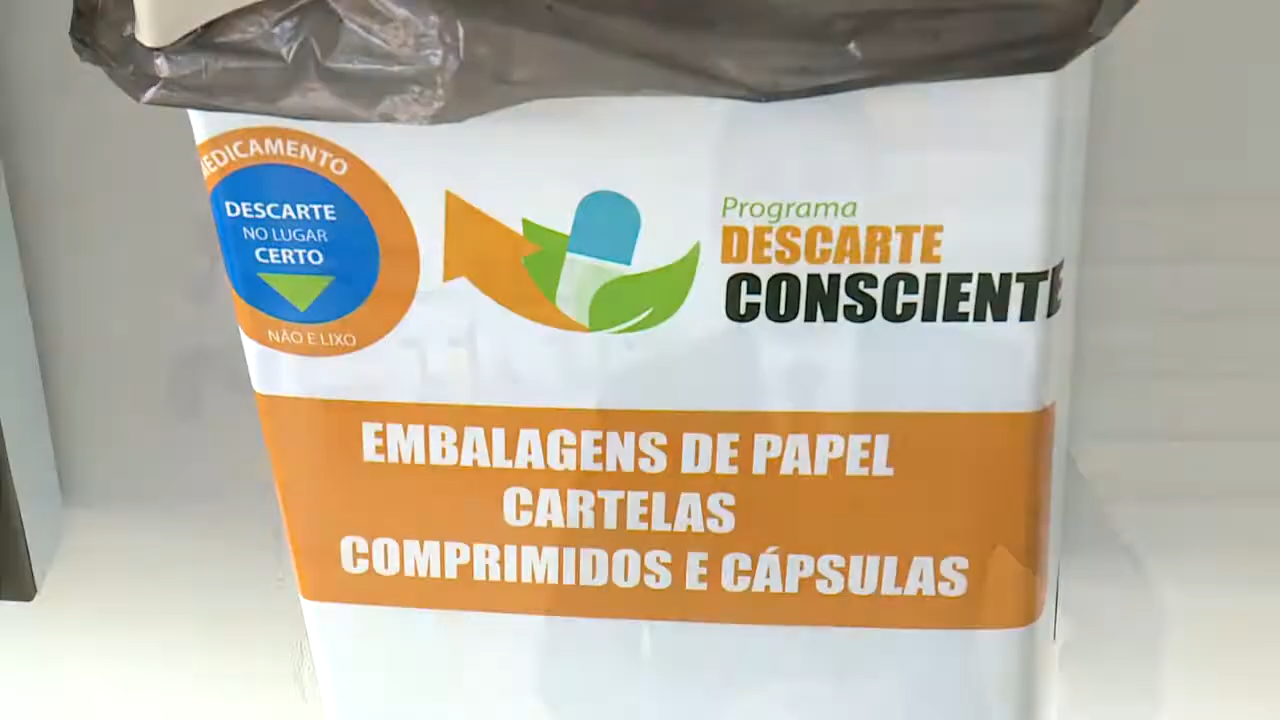 MEDICAMENTO
DESCARTE
NO LUGAR
CERTO
NÃO E LIXO
Programa
DESCARTE
CONSCIENTE
EMBALAGENS DE PAPEL
CARTELAS
COMPRIMIDOS E CÁPSULAS